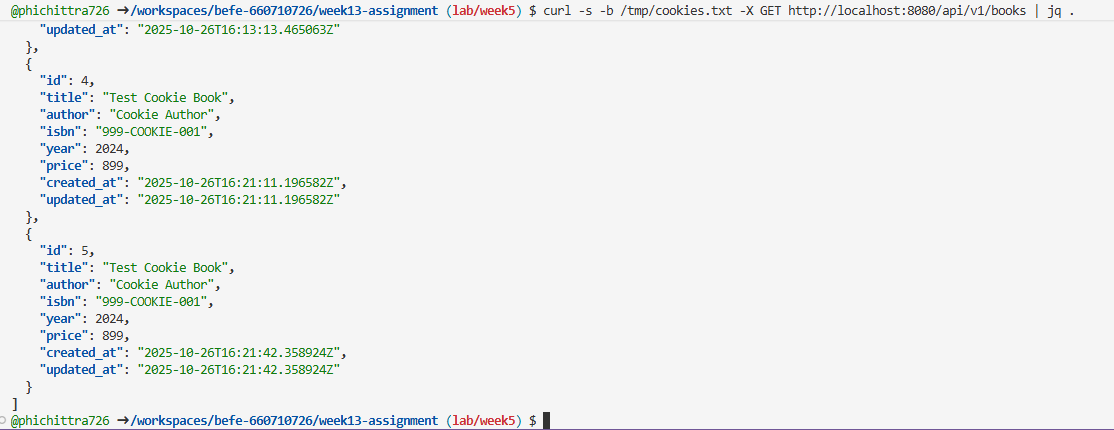 @phichittra726 ➜/workspaces/befe-660710726/week13-assignment (lab/week5) $ curl -s -b /tmp/cookies.txt -X GET http://localhost:8080/api/v1/books | jq .
    "updated_at": "2025-10-26T16:13:13.465063Z"
  },
  {
    "id": 4,
    "title": "Test Cookie Book",
    "author": "Cookie Author",
    "isbn": "999-COOKIE-001",
    "year": 2024,
    "price": 899,
    "created_at": "2025-10-26T16:21:11.196582Z",
    "updated_at": "2025-10-26T16:21:11.196582Z"
  },
  {
    "id": 5,
    "title": "Test Cookie Book",
    "author": "Cookie Author",
    "isbn": "999-COOKIE-001",
    "year": 2024,
    "price": 899,
    "created_at": "2025-10-26T16:21:42.358924Z",
    "updated_at": "2025-10-26T16:21:42.358924Z"
  }
]
@phichittra726 ➜/workspaces/befe-660710726/week13-assignment (lab/week5) $